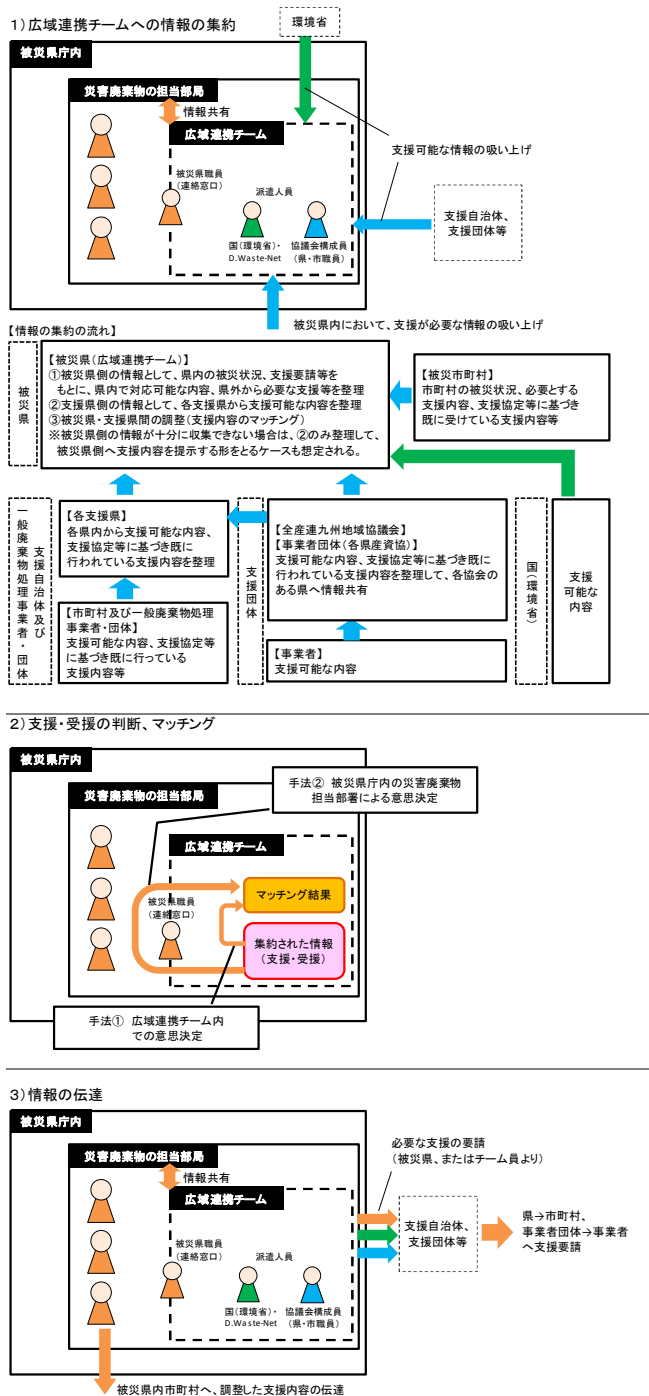 1)広域連携チームへの情報の集約
環境省
被災県庁内
災害廃棄物の担当部局
情報共有
広域連携チーム
支援可能な情報の吸い上げ
被災県職員
(連絡窓口)
派遣人員
国(環境省)・
D.Waste-Net
協議会構成員
(県・市職員)
支援自治体、
支援団体等
被災県内において、支援が必要な情報の吸い上げ
【情報の集約の流れ】
被災県
【被災県(広域連携チーム)】
①被災県側の情報として、県内の被災状況、支援要請等を
もとに、県内で対応可能な内容、県外から必要な支援等を整理
②支援県側の情報として、各支援県から支援可能な内容を整理
③被災県・支援県間の調整(支援内容のマッチング)
※被災県側の情報が十分に収集できない場合は、②のみ整理して、
被災県側へ支援内容を提示する形をとるケースも想定される。
【被災市町村】
市町村の被災状況、必要とする
支援内容、支援協定等に基づき
既に受けている支援内容等
支援自治体及び
一般廃棄物処理事業者・団体
【各支援県】
各県内から支援可能な内容、
支援協定等に基づき既に
行われている支援内容を整理
【市町村及び一般廃棄物処理
事業者・団体】
支援可能な内容、支援協定等
に基づき既に行っている
支援内容等
支援団体
【全産連九州地域協議会】
【事業者団体(各県産資協)】
支援可能な内容、支援協定等に基づき既に
行われている支援内容を整理して、各協会の
ある県へ情報共有
【事業者】
支援可能な内容
国(環境省)
支援
可能な
内容
2)支援・受援の判断、マッチング
被災県庁内
災害廃棄物の担当部局
手法② 被災県庁内の災害廃棄物
担当部署による意思決定
広域連携チーム
被災県職員
(連絡窓口)
マッチング結果
集約された情報
(支援・受援)
手法① 広域連携チーム内
での意思決定
3)情報の伝達
被災県庁内
災害廃棄物の担当部局
情報共有
広域連携チーム
必要な支援の要請
(被災県、またはチーム員より)
被災県職員
(連絡窓口)
派遣人員
国(環境省)・
D.Waste-Net
協議会構成員
(県・市職員)
支援自治体、
支援団体等
県→市町村、
事業者団体→事業者
へ支援要請
被災県内市町村へ、調整した支援内容の伝達